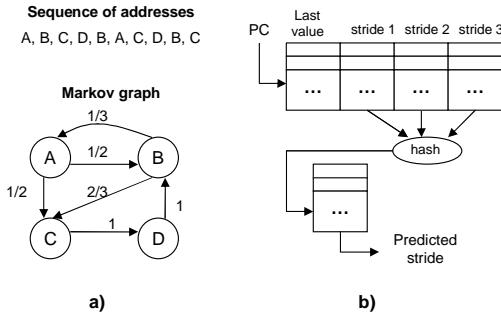 Sequence of addresses
A, B, C, D, B, A, C, D, B, C
Markov graph
1/3
A
1/2
B
1/2
2/3
1
C
1
D
a)
PC
Last value
stride 1
stride 2
stride 3
...
...
...
...
hash
...
Predicted
stride
b)